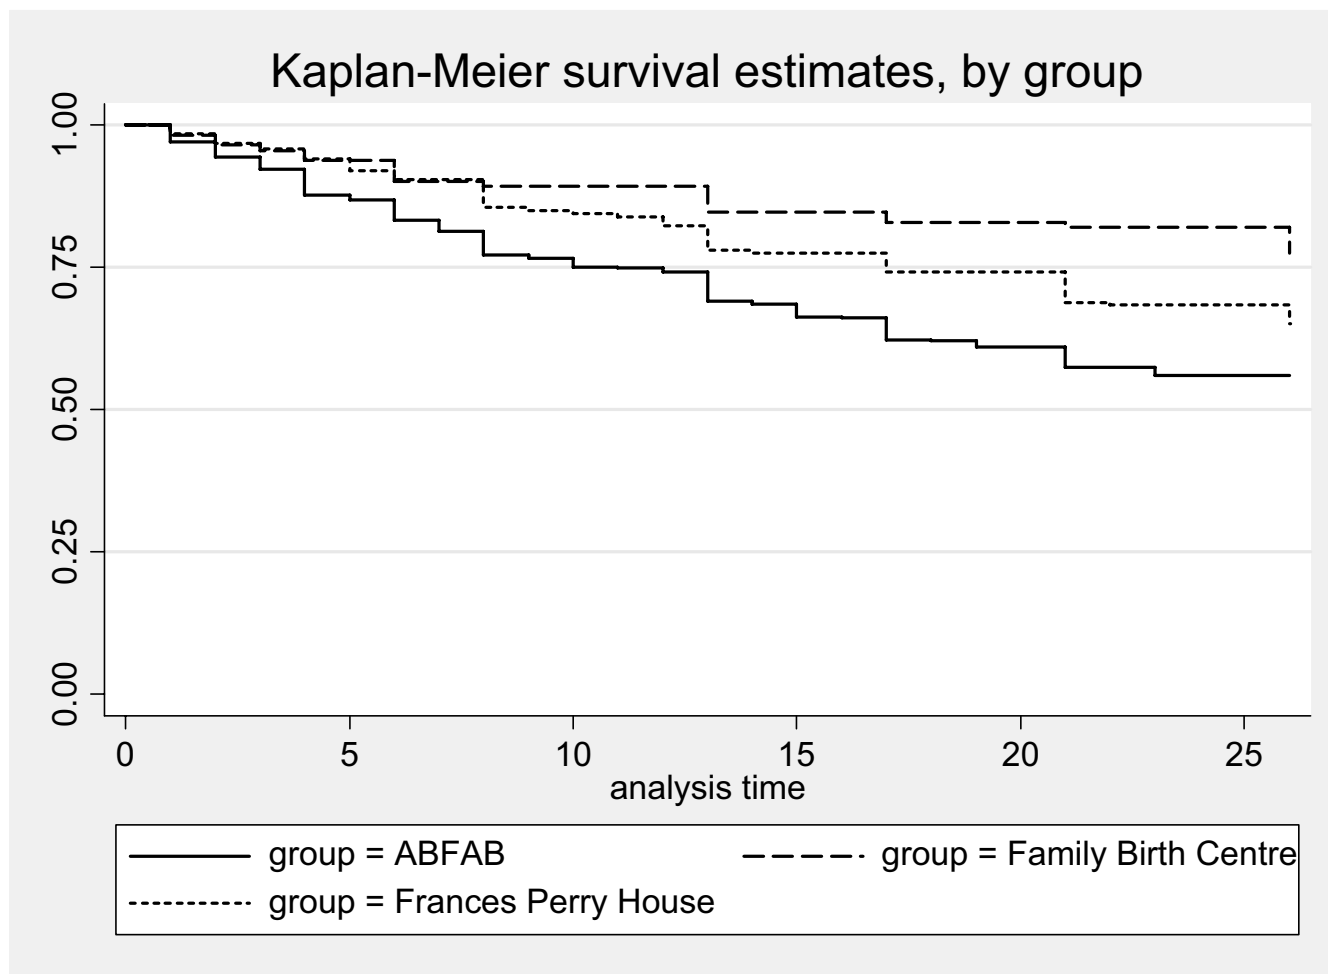 Kaplan-Meier survival estimates, by group
1.00
0.75
0.50
0.25
0.00
0 5 10 15 20 25
analysis time
group = ABFAB group = Family Birth Centre
group = Frances Perry House